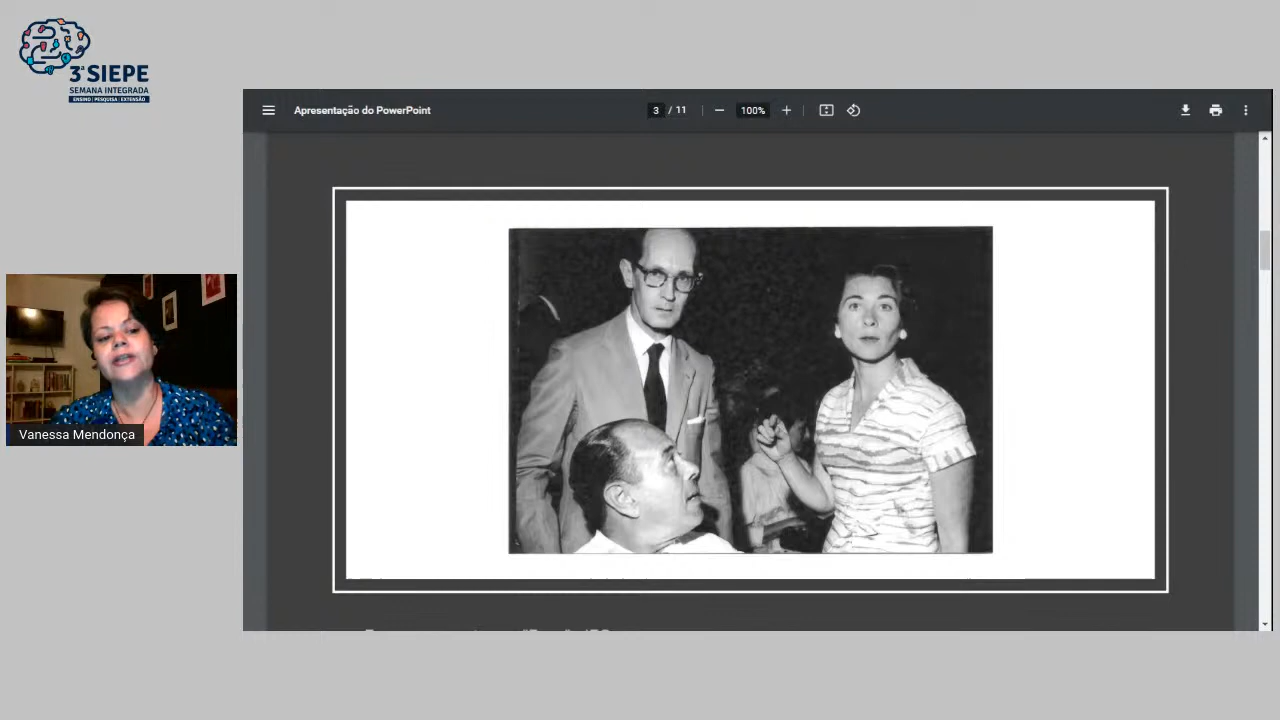 3ª SIEPE
SEMANA INTEGRADA
ENSINO | PESQUISA | EXTENSÃO
Apresentação do PowerPoint
3 / 11
100%
Vanessa Mendonça